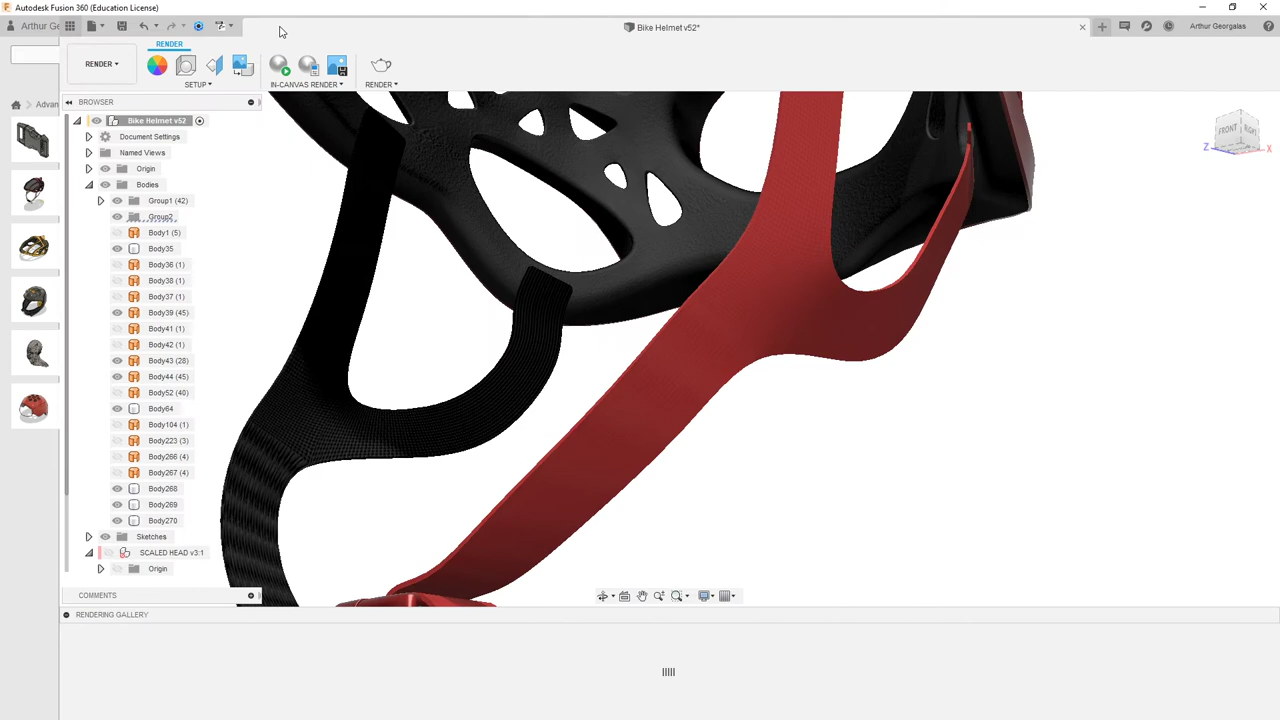 Autodesk Fusion 360 (Education License)
Arthur Ge
Bike Helmet v52*
Arthur Georgalas
RENDER
RENDER
SETUP
IN-CANVAS RENDER
RENDER
BROWSER
Advan
Bike Helmet v52
Document Settings
Named Views
Origin
Bodies
Group1 (42)
Group2
Body1 (5)
Body35
Body36 (1)
Body38 (1)
Body37 (1)
Body39 (45)
Body41 (1)
Body42 (1)
Body43 (28)
Body44 (45)
Body52 (40)
Body64
Body104 (1)
Body223 (3)
Body266 (4)
Body267 (4)
Body268
Body269
Body270
Sketches
SCALED HEAD v3:1
Origin
COMMENTS
RENDERING GALLERY
FRONT RIGHT
Z X